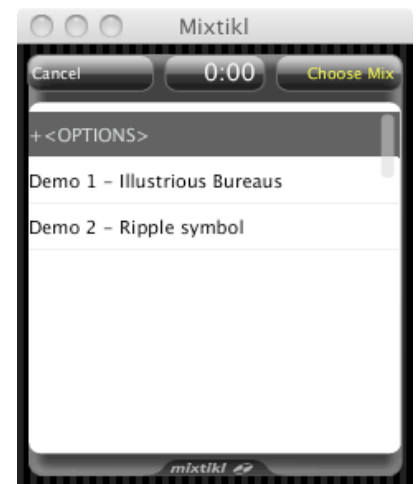 Mixtikl
Cancel 0:00 Choose Mix
+<OPTIONS>
Demo 1 – Illustrious Bureaus
Demo 2 – Ripple symbol
mixtikl